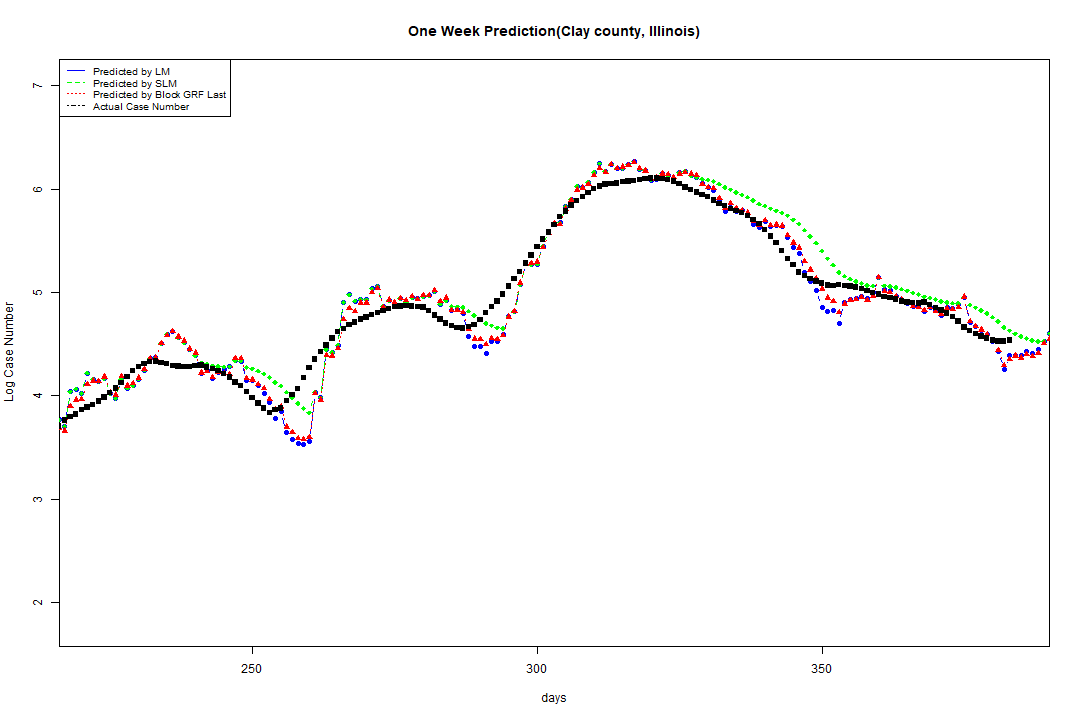 One Week Prediction(Clay county, Illinois)
Predicted by LM
Predicted by SLM
Predicted by Block GRF Last
Actual Case Number
Log Case Number
7
6
5
4
3
2
250 300 350
days